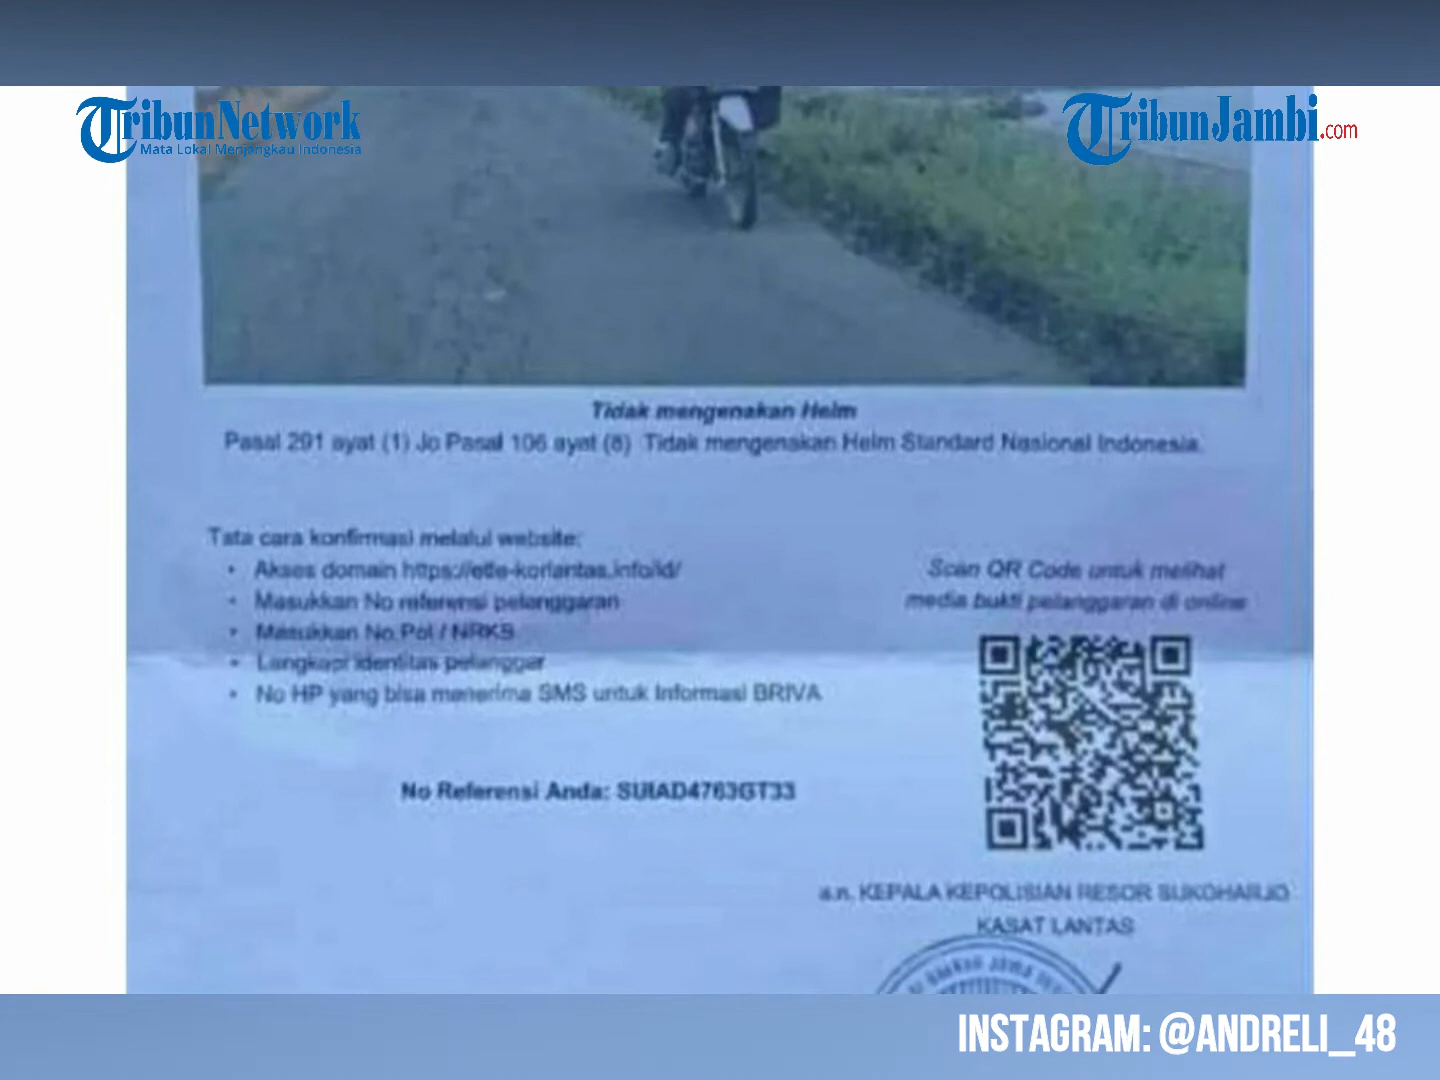 TribunNetwork
Mata Lokal Menjangkau Indonesia
TribunJambi.com
Tidak mengenakan Helm
Pasal 291 ayat (1) Jo Pasal 106 ayat (8) Tidak mengenakan Helm Standard Nasional Indonesia.
Tata cara konfirmasi melalui website:
• Akses domain https://etle-korlantas.info/id/
• Masukkan No referensi pelanggaran
• Masukkan No Pol / NRKB
• Lengkapi identitas pelanggar
• No HP yang bisa menerima SMS untuk Informasi BRIVA
Scan QR Code untuk melihat
media bukti pelanggaran di online
No Referensi Anda: SUIAD4763GT33
a.n. KEPALA KEPOLISIAN RESOR SUKOHARJO
KASAT LANTAS
DAERAH JAWA
INSTAGRAM: @ANDRELI_48